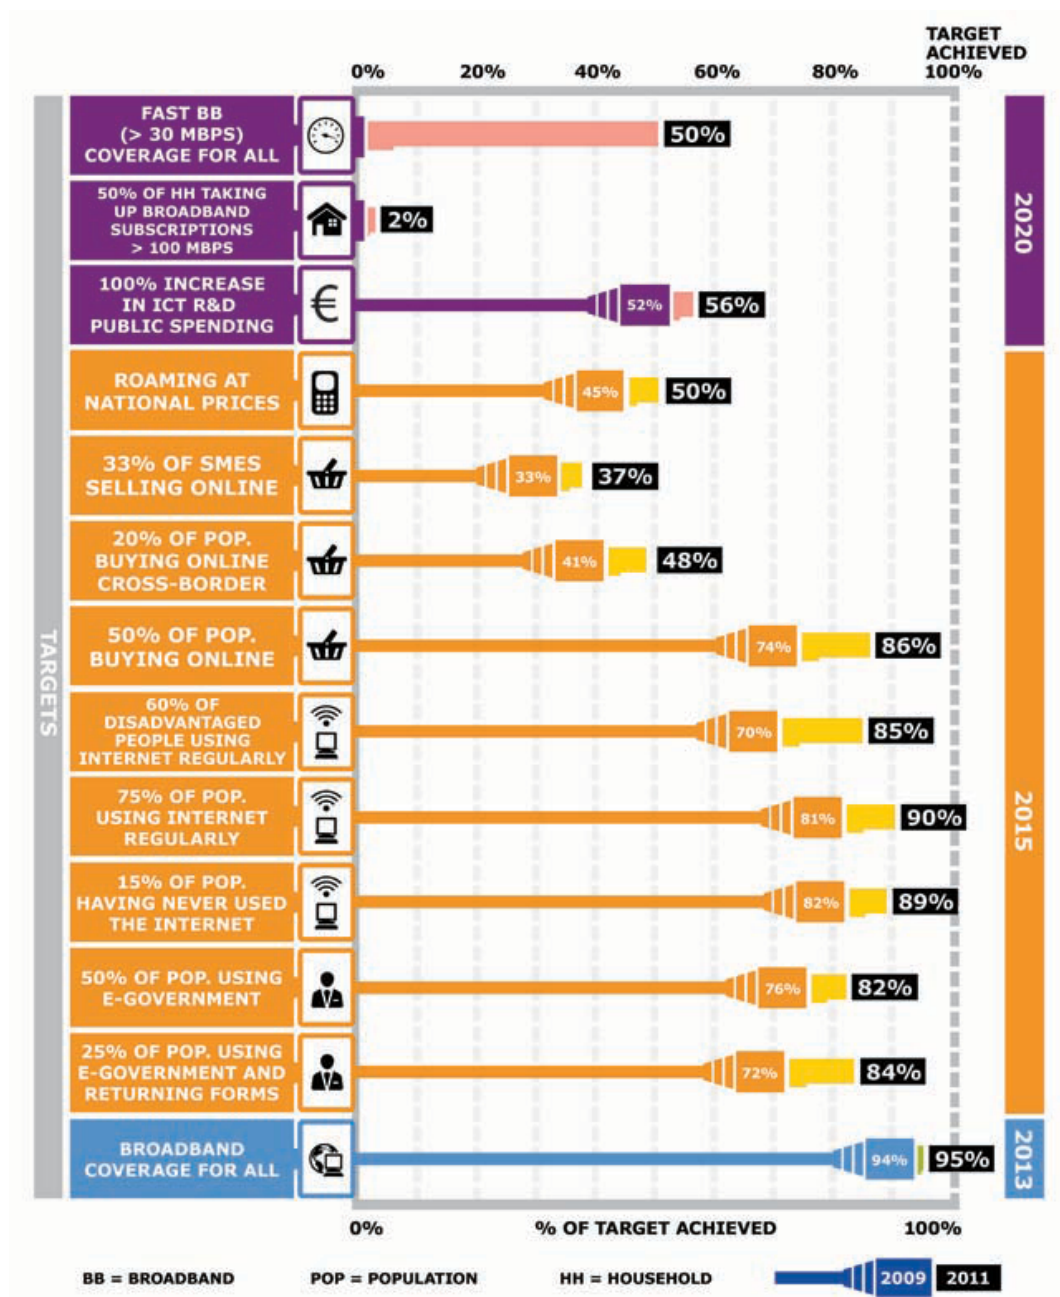 TARGET
ACHIEVED
0% 20% 40% 60% 80% 100%
TARGETS
FAST BB
(> 30 MBPS)
COVERAGE FOR ALL
50%
50% OF HH TAKING
UP BROADBAND
SUBSCRIPTIONS
> 100 MBPS
2%
100% INCREASE
IN ICT R&D
PUBLIC SPENDING
€
52% 56%
2020
ROAMING AT
NATIONAL PRICES
45% 50%
33% OF SMES
SELLING ONLINE
33% 37%
20% OF POP.
BUYING ONLINE
CROSS-BORDER
41% 48%
50% OF POP.
BUYING ONLINE
74% 86%
60% OF
DISADVANTAGED
PEOPLE USING
INTERNET REGULARLY
70% 85%
75% OF POP.
USING INTERNET
REGULARLY
81% 90%
15% OF POP.
HAVING NEVER USED
THE INTERNET
82% 89%
50% OF POP. USING
E-GOVERNMENT
76% 82%
25% OF POP. USING
E-GOVERNMENT AND
RETURNING FORMS
72% 84%
2015
BROADBAND
COVERAGE FOR ALL
94% 95%
2013
0% % OF TARGET ACHIEVED 100%
BB = BROADBAND POP = POPULATION HH = HOUSEHOLD 2009 2011